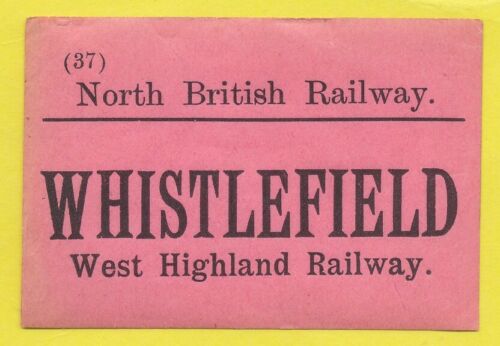 (37)
North British Railway.
WHISTLEFIELD
West Highland Railway.